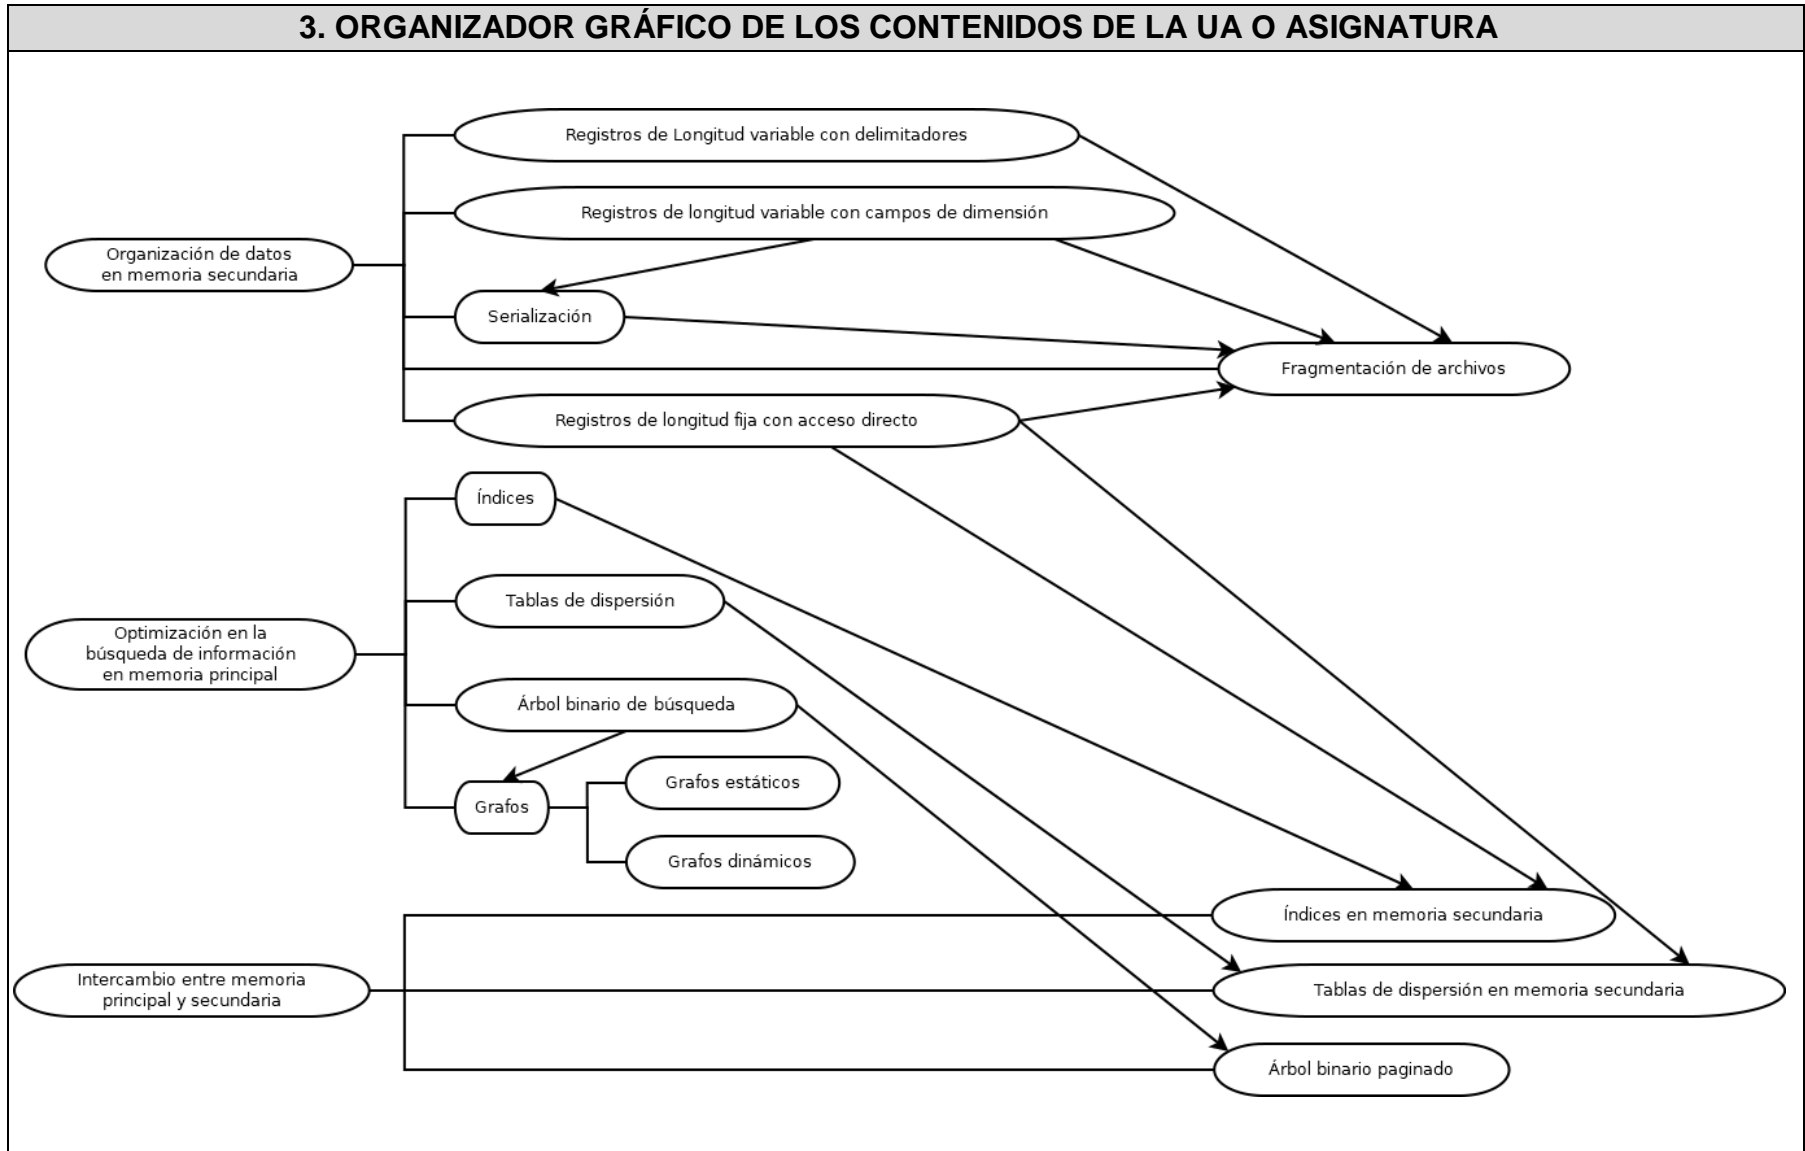 3. ORGANIZADOR GRÁFICO DE LOS CONTENIDOS DE LA UA O ASIGNATURA
Registros de Longitud variable con delimitadores
Registros de longitud variable con campos de dimensión
Organización de datos
en memoria secundaria
Serialización
Fragmentación de archivos
Registros de longitud fija con acceso directo
Índices
Tablas de dispersión
Optimización en la
búsqueda de información
en memoria principal
Árbol binario de búsqueda
Grafos estáticos
Grafos
Grafos dinámicos
Índices en memoria secundaria
Intercambio entre memoria
principal y secundaria
Tablas de dispersión en memoria secundaria
Árbol binario paginado